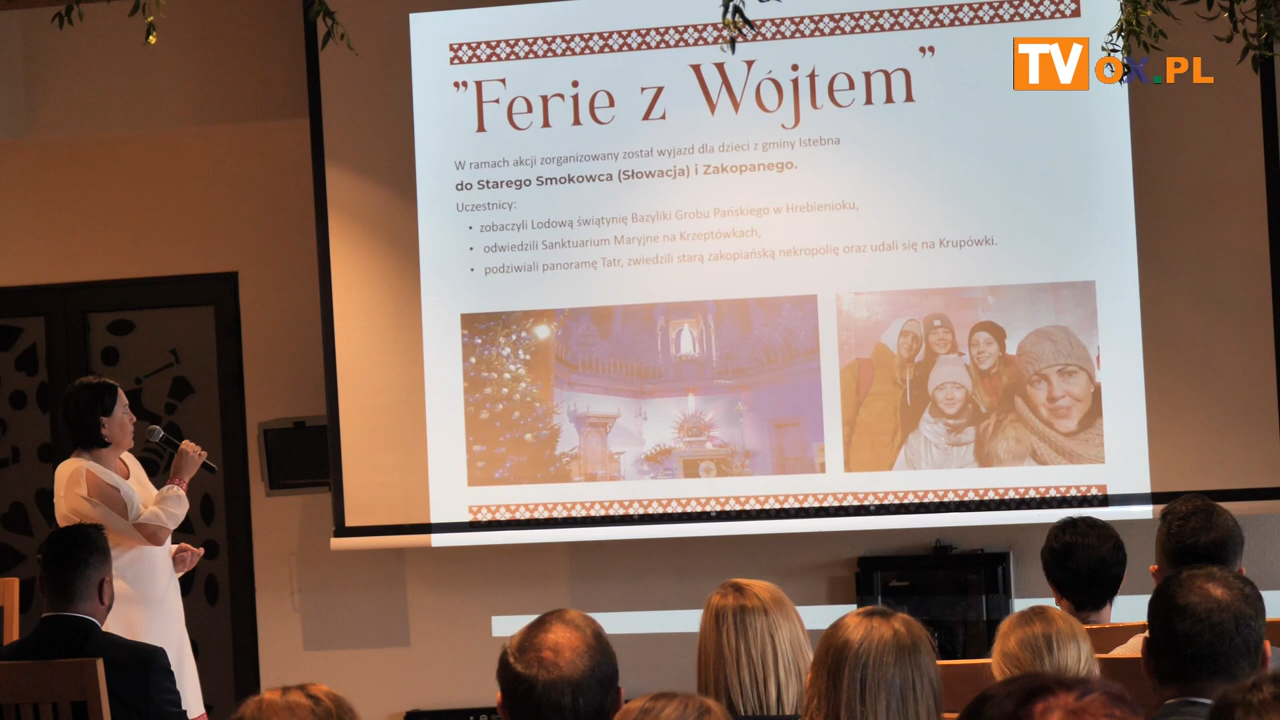 TVOX.PL
"Ferie z Wójtem"
W ramach akcji zorganizowany został wyjazd dla dzieci z gminy Istebna
do Starego Smokowca (Słowacja) i Zakopanego.
Uczestnicy:
• zobaczyli Lodową świątynię Bazyliki Grobu Pańskiego w Hrebienioku,
• odwiedzili Sanktuarium Maryjne na Krzeptówkach,
• podziwiali panoramę Tatr, zwiedzili starą zakopiańską nekropolię oraz udali się na Krupówki.